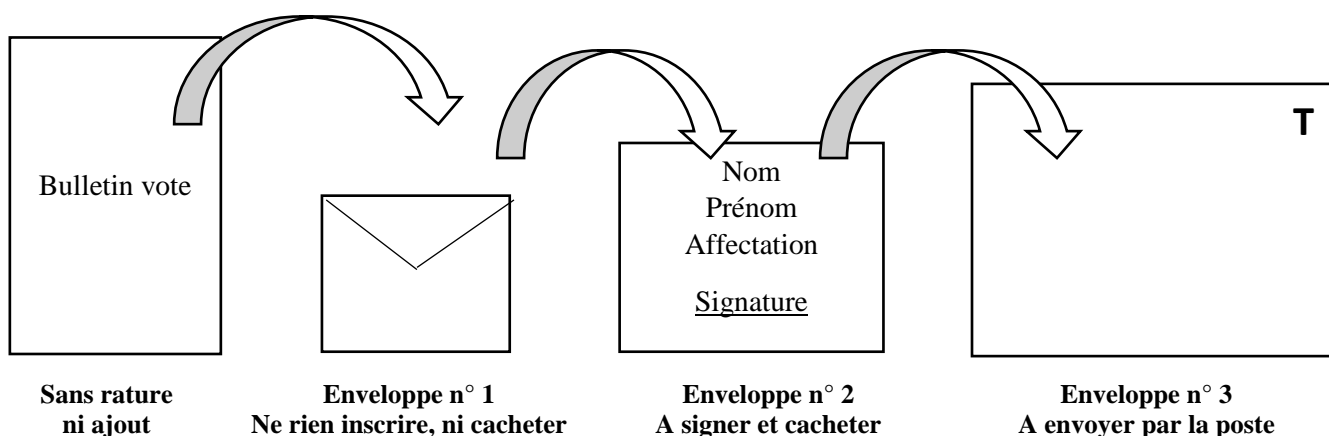 T
Bulletin vote
Nom
Prénom
Affectation
Signature
Sans rature
ni ajout
Enveloppe n° 1
Ne rien inscrire, ni cacheter
Enveloppe n° 2
A signer et cacheter
Enveloppe n° 3
A envoyer par la poste